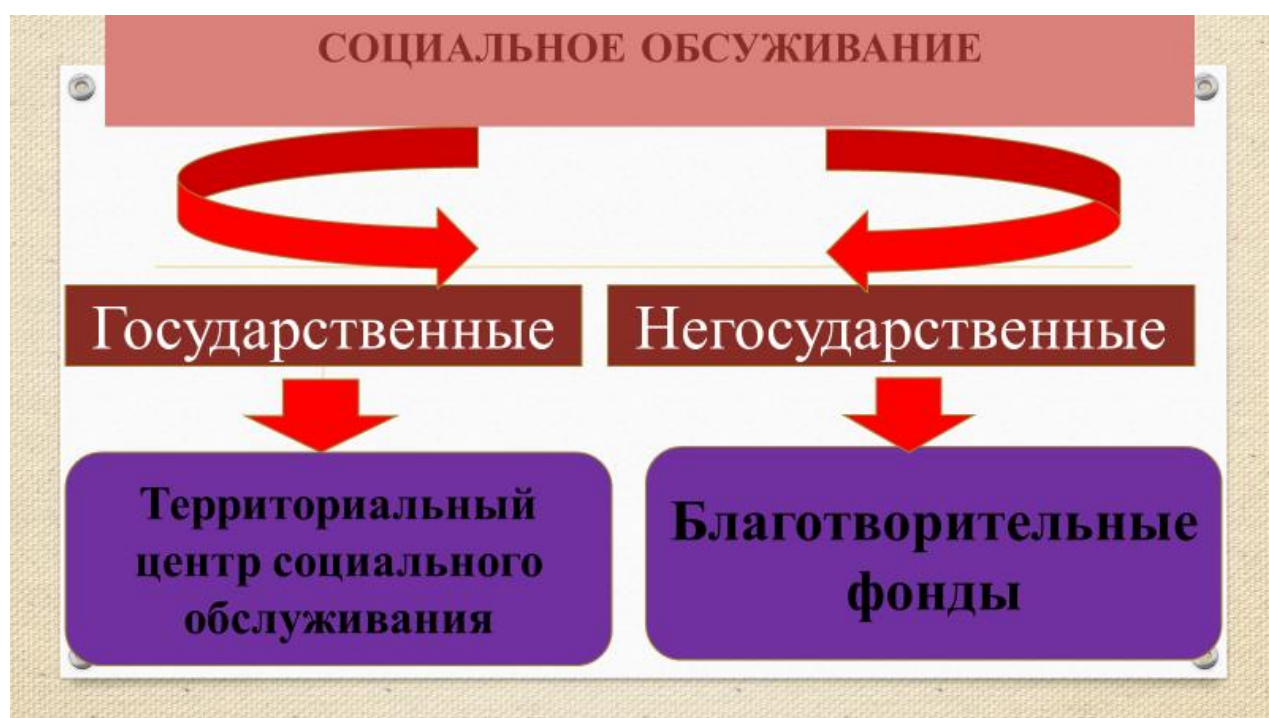 СОЦИАЛЬНОЕ ОБСУЖИВАНИЕ
Государственные
Негосударственные
Территориальный
центр социального
обслуживания
Благотворительные
фонды